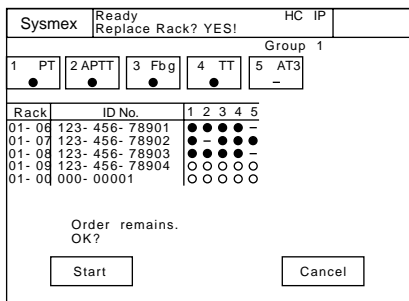 Sysmex Ready HC IP
Replace Rack? YES!
Group 1
1 PT 2 APTT 3 Fbg 4 TT 5 AT3
● ● ● ● –
Rack ID No. 1 2 3 4 5
01- 06 123- 456- 78901 ● ● ● ● –
01- 07 123- 456- 78902 ● – ● ● ●
01- 08 123- 456- 78903 ● ● ● ● –
01- 09 123- 456- 78904 ○ ○ ○ ○ ○
01- 00 000- 00001 ○ ○ ○ ○ ○
Order remains.
OK?
Start Cancel